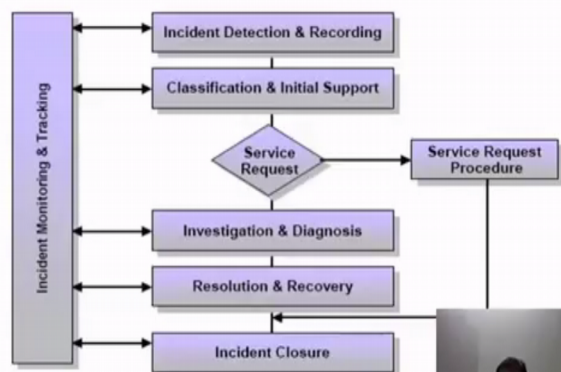 Incident Monitoring & Tracking
Incident Detection & Recording
Classification & Initial Support
Service
Request
Service Request
Procedure
Investigation & Diagnosis
Resolution & Recovery
Incident Closure